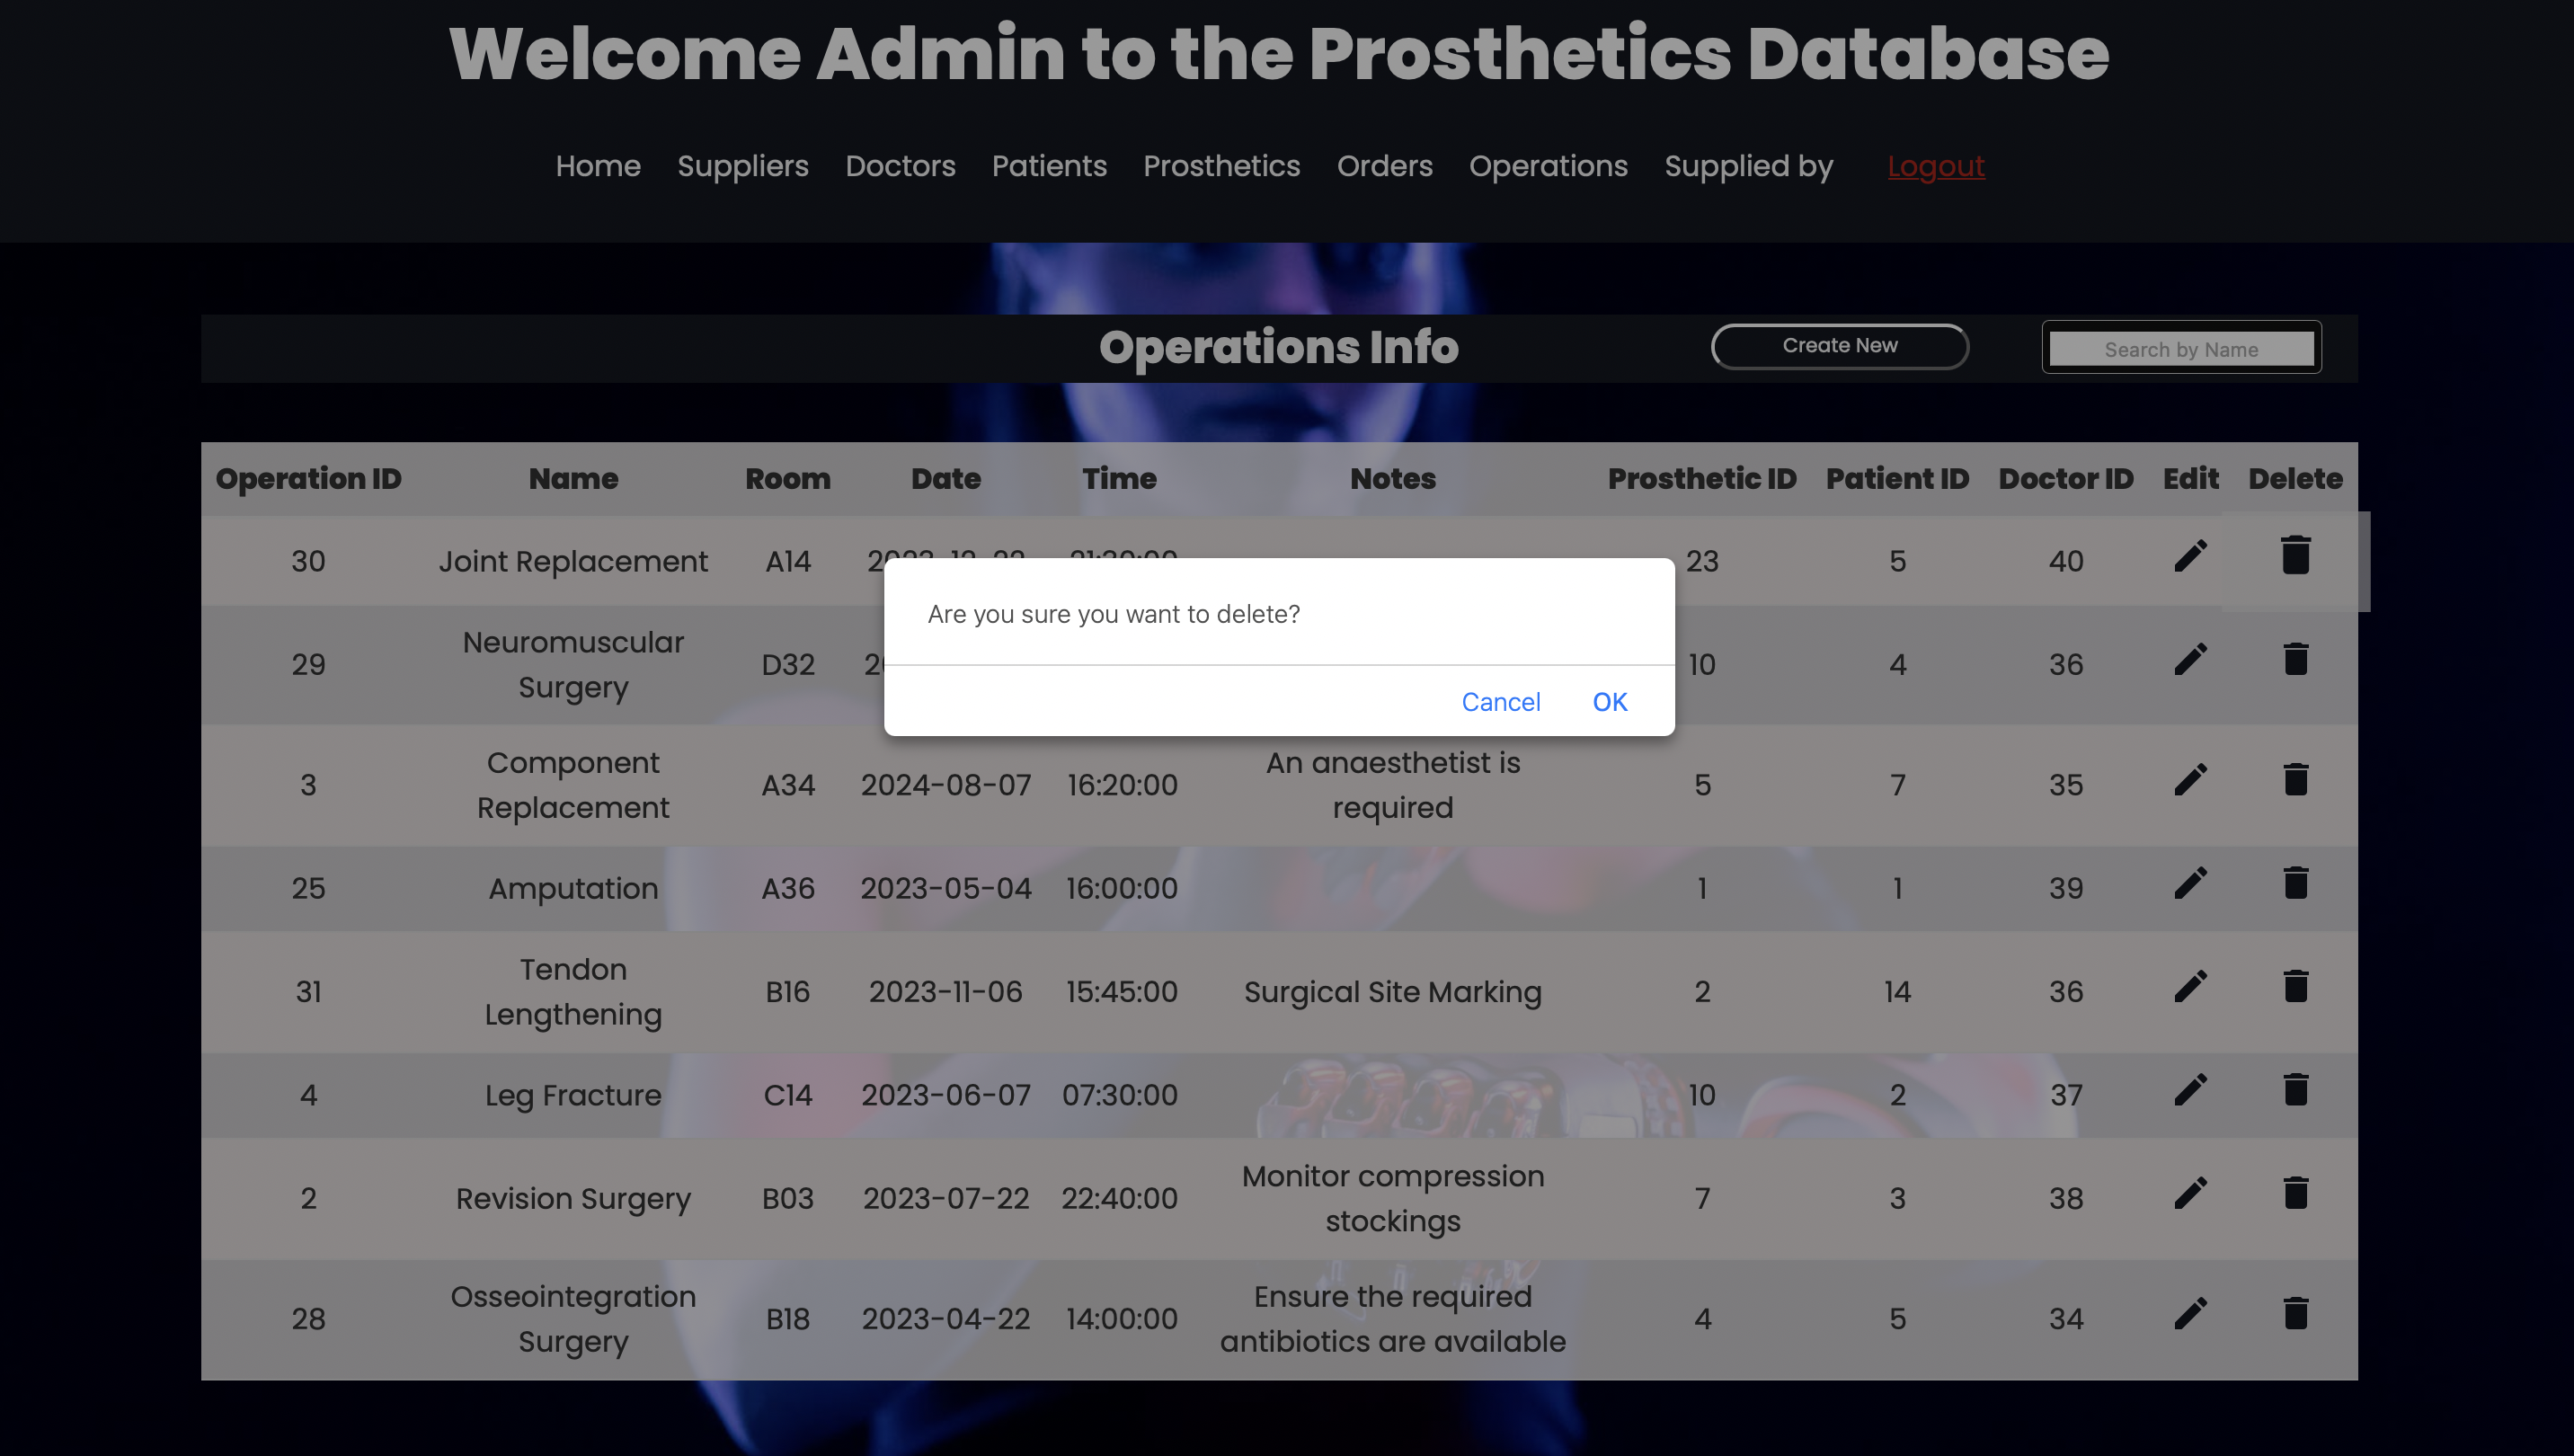 Welcome Admin to the Prosthetics Database
Home Suppliers Doctors Patients Prosthetics Orders Operations Supplied by Logout
Operations Info Create New Search by Name
Operation ID Name Room Date Time Notes Prosthetic ID Patient ID Doctor ID Edit Delete
30 Joint Replacement A14 23 5 40
Are you sure you want to delete?
Neuromuscular
29 D32 10 4 36
Surgery
Cancel OK
Component An anaesthetist is
3 A34 2024-08-07 16:20:00 5 7 35
Replacement required
25 Amputation A36 2023-05-04 16:00:00 1 1 39
Tendon
31 B16 2023-11-06 15:45:00 Surgical Site Marking 2 14 36
Lengthening
4 Leg Fracture C14 2023-06-07 07:30:00 10 2 37
Monitor compression
2 Revision Surgery B03 2023-07-22 22:40:00 7 3 38
stockings
Osseointegration Ensure the required
28 B18 2023-04-22 14:00:00 4 5 34
Surgery antibiotics are available